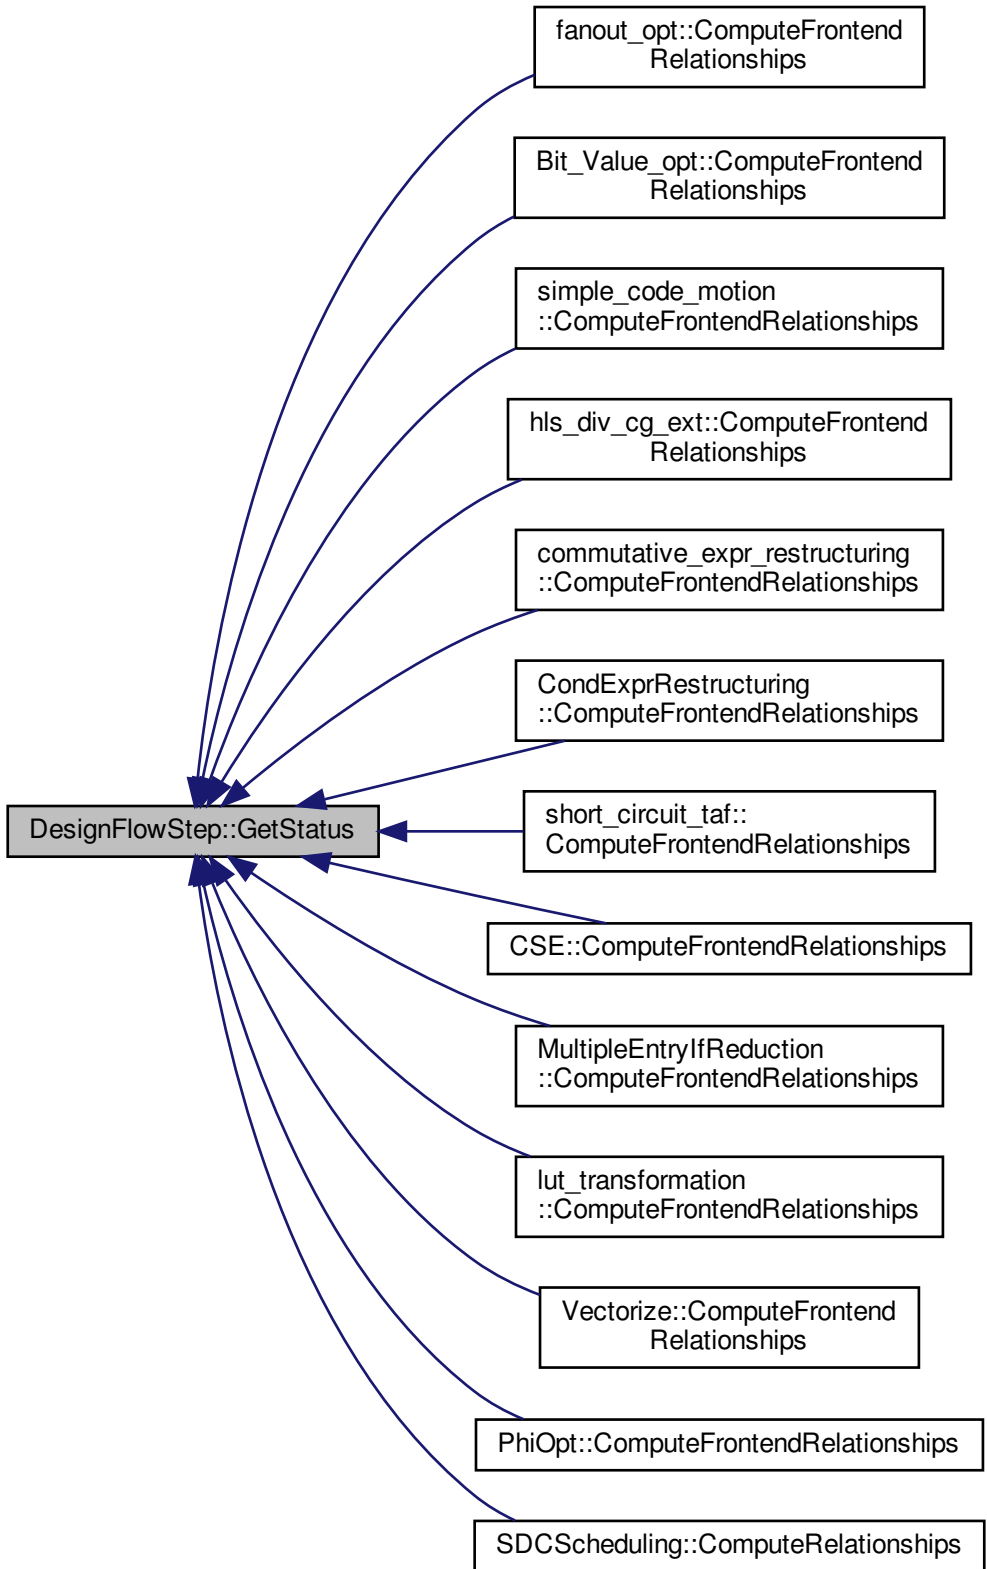 fanout_opt::ComputeFrontend
Relationships
Bit_Value_opt::ComputeFrontend
Relationships
simple_code_motion
::ComputeFrontendRelationships
hls_div_cg_ext::ComputeFrontend
Relationships
commutative_expr_restructuring
::ComputeFrontendRelationships
CondExprRestructuring
::ComputeFrontendRelationships
DesignFlowStep::GetStatus
short_circuit_taf::
ComputeFrontendRelationships
CSE::ComputeFrontendRelationships
MultipleEntryIfReduction
::ComputeFrontendRelationships
lut_transformation
::ComputeFrontendRelationships
Vectorize::ComputeFrontend
Relationships
PhiOpt::ComputeFrontendRelationships
SDCScheduling::ComputeRelationships